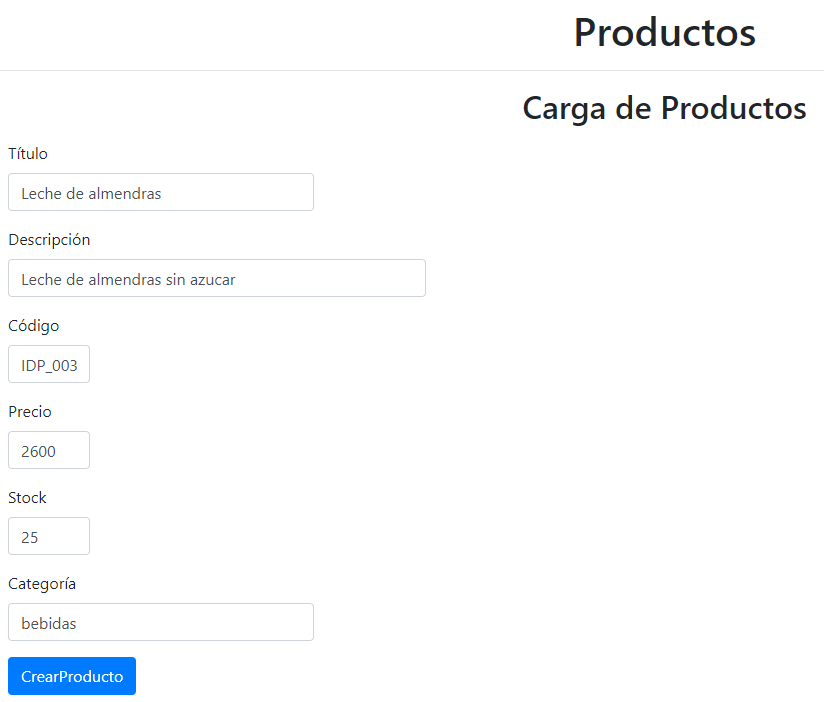 Productos
Carga de Productos
Título
Leche de almendras
Descripción
Leche de almendras sin azucar
Código
IDP_003
Precio
2600
Stock
25
Categoría
bebidas
CrearProducto